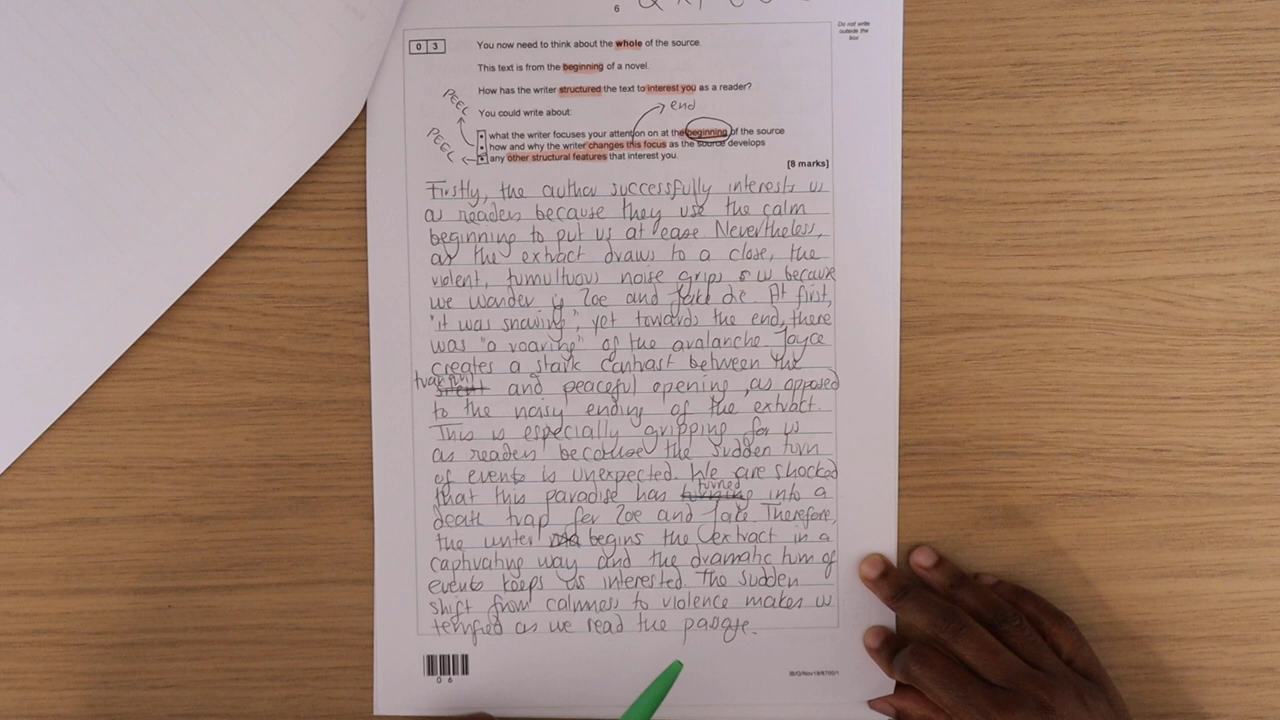 6
Do not write
outside the
box
0 3
You now need to think about the whole of the source.
This text is from the beginning of a novel.
How has the writer structured the text to interest you as a reader?
end
PEEL
You could write about:
PEEL
• what the writer focuses your attention on at the beginning of the source
• how and why the writer changes this focus as the source develops
• any other structural features that interest you.
[8 marks]
Firstly, the author successfully interests us
as readers because they use the calm
beginning to put us at ease. Nevertheless,
as the extract draws to a close, the
violent, tumultuous noise grips us because
we wonder if Zoe and Jake die. At first,
"it was snowing", yet towards the end, there
was "a roaring" of the avalanche. Joyce
creates a stark contrast between the
tranquil and peaceful opening, as opposed
to the noisy ending of the extract.
This is especially gripping for us
as readers because the sudden turn
of events is unexpected. We are shocked
that this paradise has turned into a
death trap for Zoe and Jake. Therefore,
the writer begins the extract in a
captivating way and the dramatic turn of
events keeps us interested. The sudden
shift from calmness to violence makes us
terrified as we read the passage.
0 6
IB/G/Nov19/8700/1